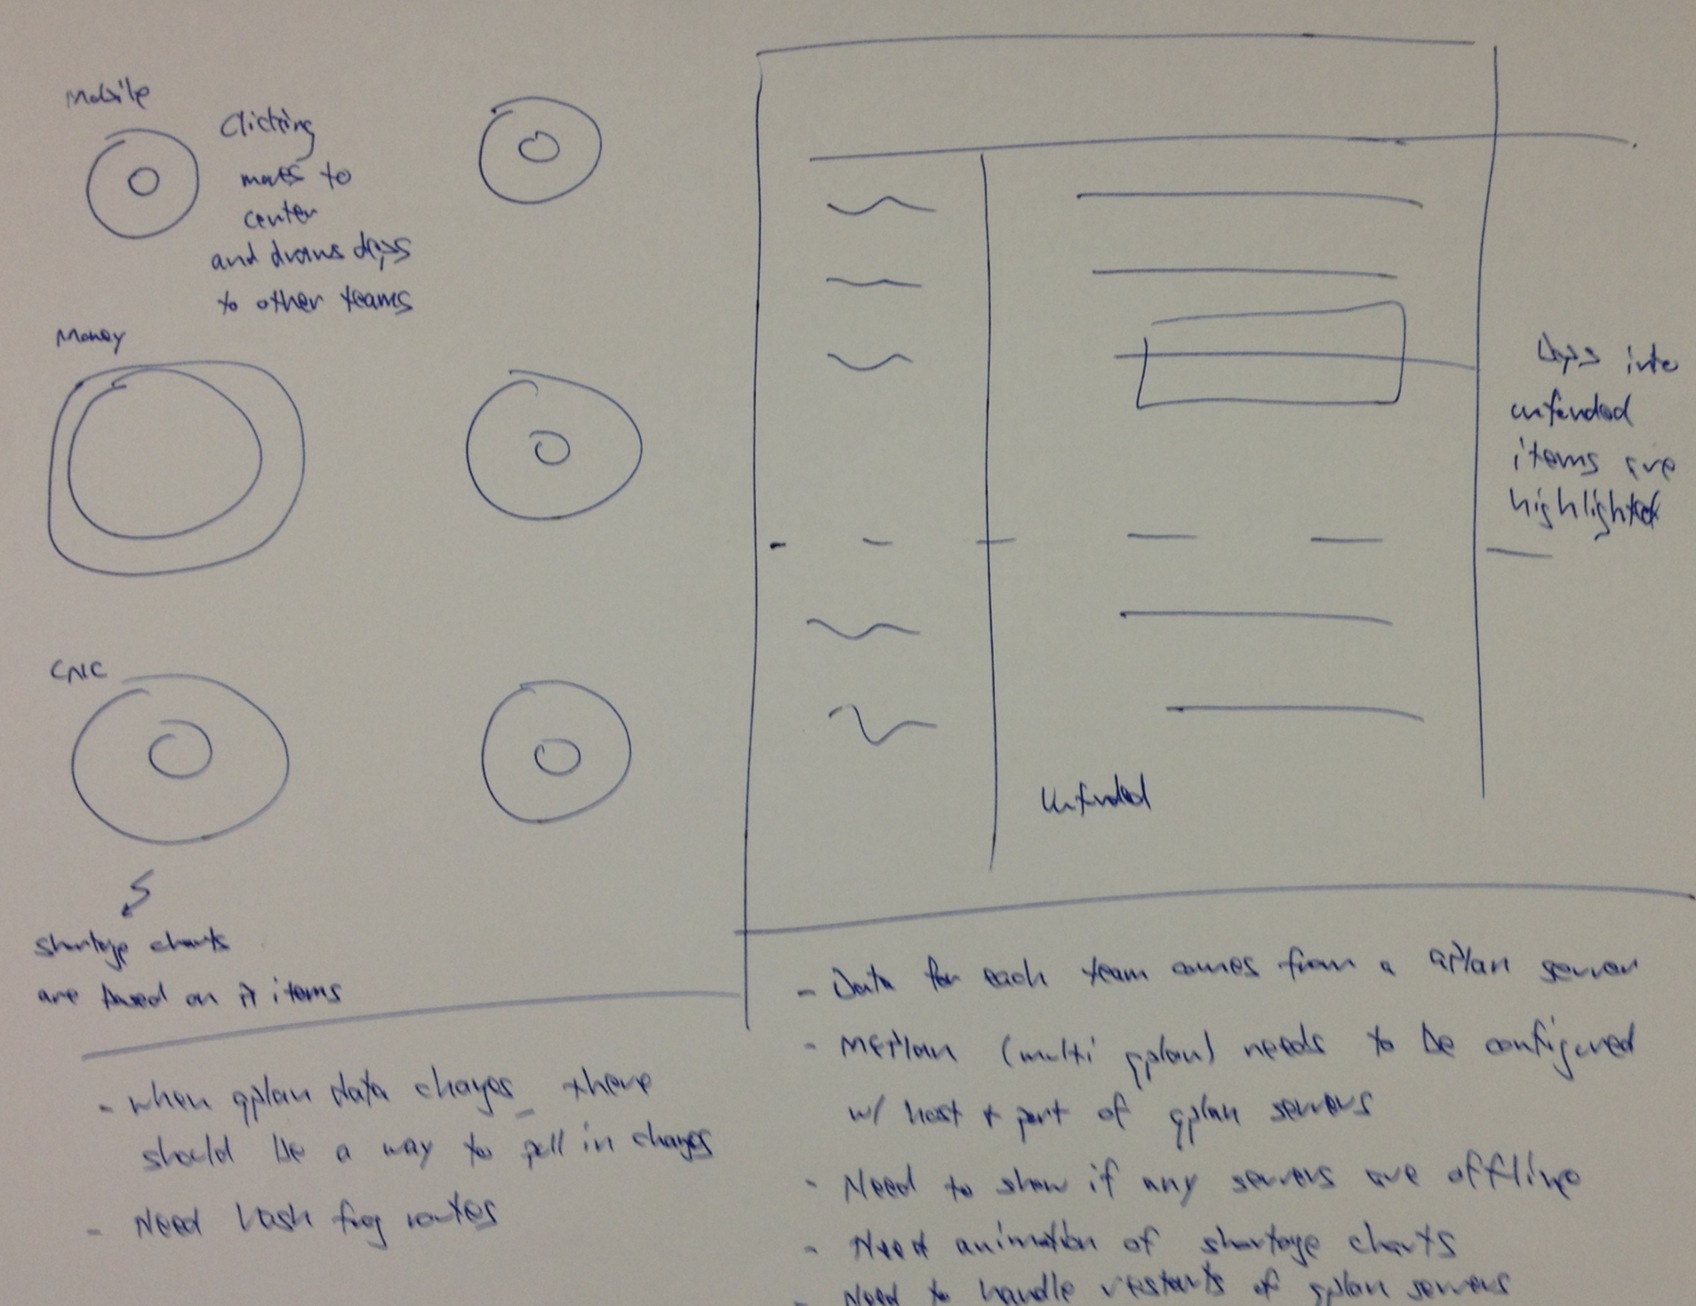 Mobile
Clicking
moves to
center
and draws deps
to other teams
Money
CNC
shortage charts
are based on # items
- When qplan data changes there
should be a way to pull in changes
- Need hash frag routes
Deps into
unfunded
items are
highlighted
Unfunded
- Data for each team comes from a qplan server
- MQPlan (multi qplan) needs to be configured
w/ host + port of qplan servers
- Need to show if any servers are offline
- Need animation of shortage charts
- Need to handle restarts of qplan servers